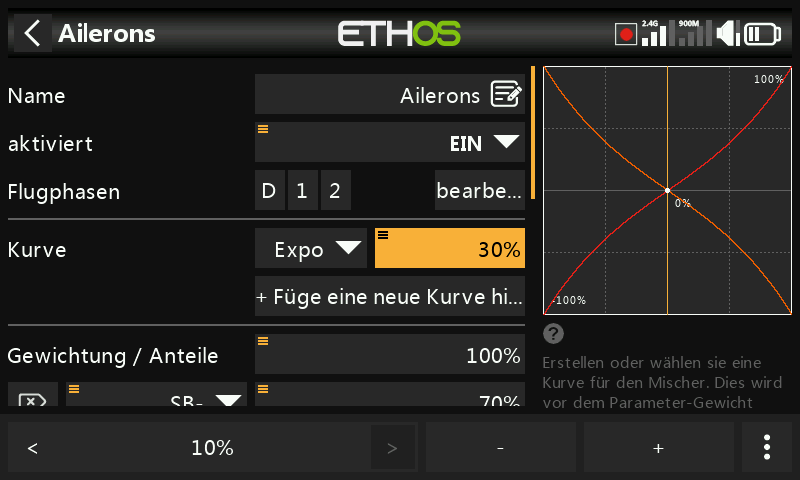 Ailerons
ETHOS
2.4G
900M
Name
Ailerons
aktiviert
EIN
Flugphasen
D 1 2
bearbe...
Kurve
Expo
30%
+ Füge eine neue Kurve hi...
Gewichtung / Anteile
100%
SB-
70%
100%
0%
-100%
?
Erstellen oder wählen sie eine
Kurve für den Mischer. Dies wird
vor dem Parameter-Gewicht
< 10% > - +